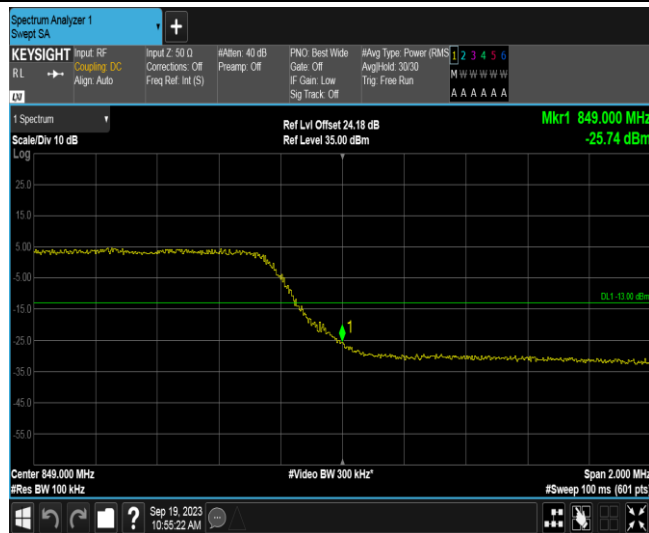 Spectrum Analyzer 1
Swept SA
+
KEYSIGHT
RL
Input: RF
Coupling: DC
Align: Auto
Input Z: 50 Ω
Corrections: Off
Freq Ref: Int (S)
#Atten: 40 dB
Preamp: Off
PNO: Best Wide
Gate: Off
IF Gain: Low
Sig Track: Off
#Avg Type: Power (RMS
Avg|Hold: 30/30
Trig: Free Run
1 2 3 4 5 6
M W W W W W
A A A A A A
LXI
1 Spectrum
Scale/Div 10 dB
Log
Ref Lvl Offset 24.18 dB
Ref Level 35.00 dBm
Mkr1 849.000 MHz
-25.74 dBm
25.0
15.0
5.00
-5.00
DL1 -13.00 dBm
-15.0
1
-25.0
-35.0
-45.0
-55.0
Center 849.000 MHz
#Res BW 100 kHz
#Video BW 300 kHz*
Span 2.000 MHz
#Sweep 100 ms (601 pts)
?
Sep 19, 2023
10:55:22 AM